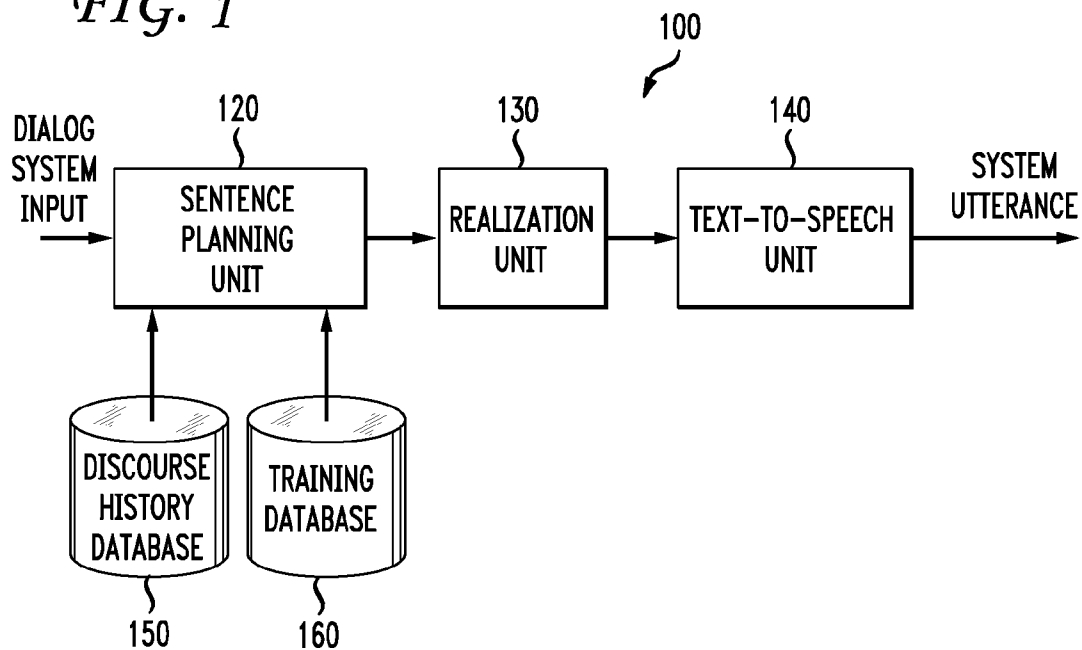 FIG. 1
100
120
130
140
DIALOG
SYSTEM
INPUT
SENTENCE
PLANNING
UNIT
REALIZATION
UNIT
TEXT-TO-SPEECH
UNIT
SYSTEM
UTTERANCE
DISCOURSE
HISTORY
DATABASE
TRAINING
DATABASE
150
160